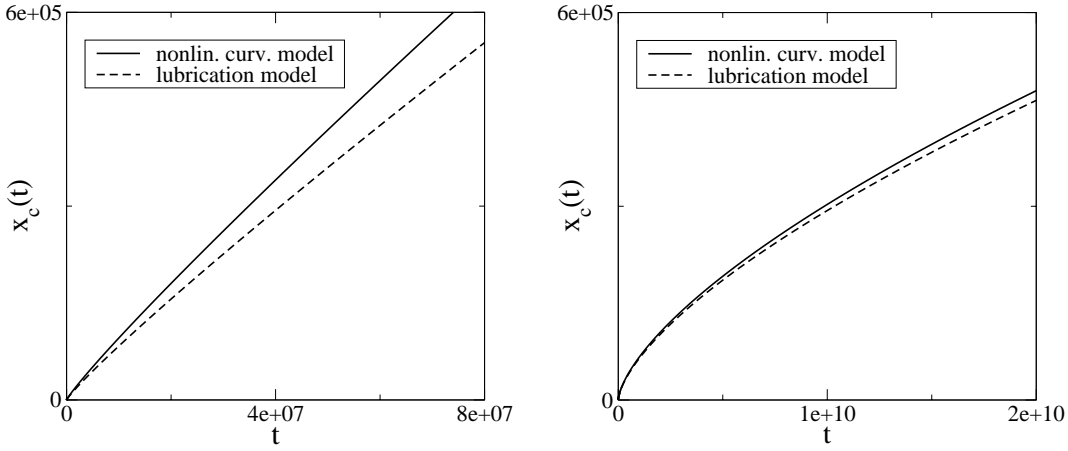 6e+05
nonlin. curv. model
lubrication model
x_c(t)
0
0
4e+07
8e+07
t
6e+05
nonlin. curv. model
lubrication model
x_c(t)
0
0
1e+10
2e+10
t